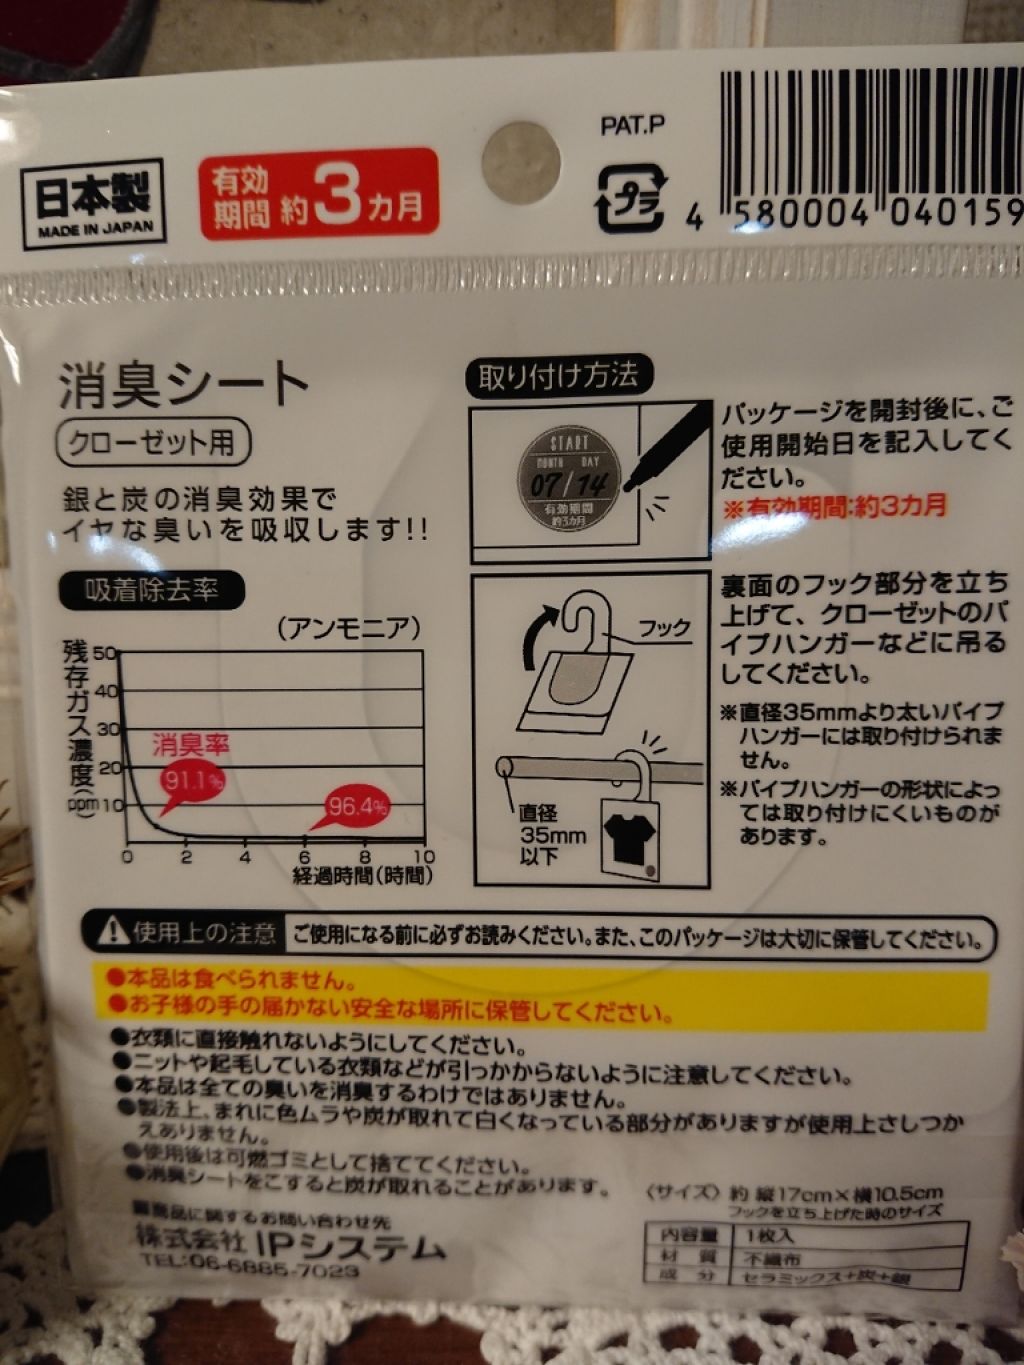 日本製
MADE IN JAPAN
有効期間 約3カ月
PAT.P
プラ
4 580004 040159
消臭シート
クローゼット用
銀と炭の消臭効果で
イヤな臭いを吸収します!!
吸着除去率
(アンモニア)
残存ガス濃度(ppm)
50
40
30
20
10
消臭率
91.1%
96.4%
0 2 4 6 8 10
経過時間(時間)
取り付け方法
START
MONTH DAY
07/14
有効期間
約3カ月
パッケージを開封後に、ご
使用開始日を記入してく
ださい。
※有効期間:約3カ月
フック
直径
35mm
以下
裏面のフック部分を立ち
上げて、クローゼットのパ
イプハンガーなどに吊る
してください。
※直径35mmより太いパイプ
ハンガーには取り付けられま
せん。
※パイプハンガーの形状によっ
ては取り付けにくいものが
あります。
使用上の注意 ご使用になる前に必ずお読みください。また、このパッケージは大切に保管してください。
●本品は食べられません。
●お子様の手の届かない安全な場所に保管してください。
●衣類に直接触れないようにしてください。
●ニットや起毛している衣類などが引っかからないように注意してください。
●本品は全ての臭いを消臭するわけではありません。
●製法上、まれに色ムラや炭が取れて白くなっている部分がありますが使用上さしつか
えありません。
●使用後は可燃ゴミとして捨ててください。
●消臭シートをこすると炭が取れることがあります。
■商品に関するお問い合わせ先
株式会社 IPシステム
TEL:06-6885-7023
〈サイズ〉 約 縦17cm×横10.5cm
フックを立ち上げた時のサイズ
内容量 1枚入
材質 不織布
成分 セラミックス+炭+銀